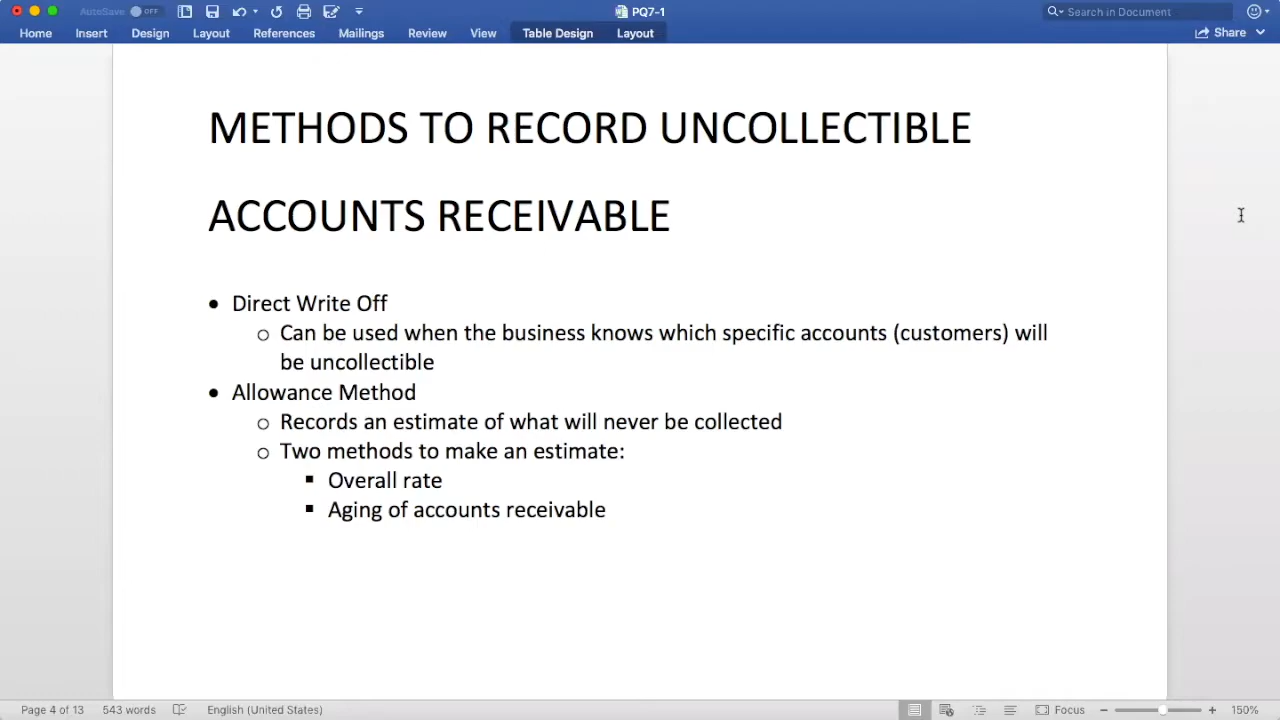 AutoSave OFF
PQ7-1
Search in Document
Home Insert Design Layout References Mailings Review View Table Design Layout
Share
METHODS TO RECORD UNCOLLECTIBLE
ACCOUNTS RECEIVABLE
• Direct Write Off
o Can be used when the business knows which specific accounts (customers) will
be uncollectible
• Allowance Method
o Records an estimate of what will never be collected
o Two methods to make an estimate:
▪ Overall rate
▪ Aging of accounts receivable
Page 4 of 13 543 words English (United States) Focus 150%